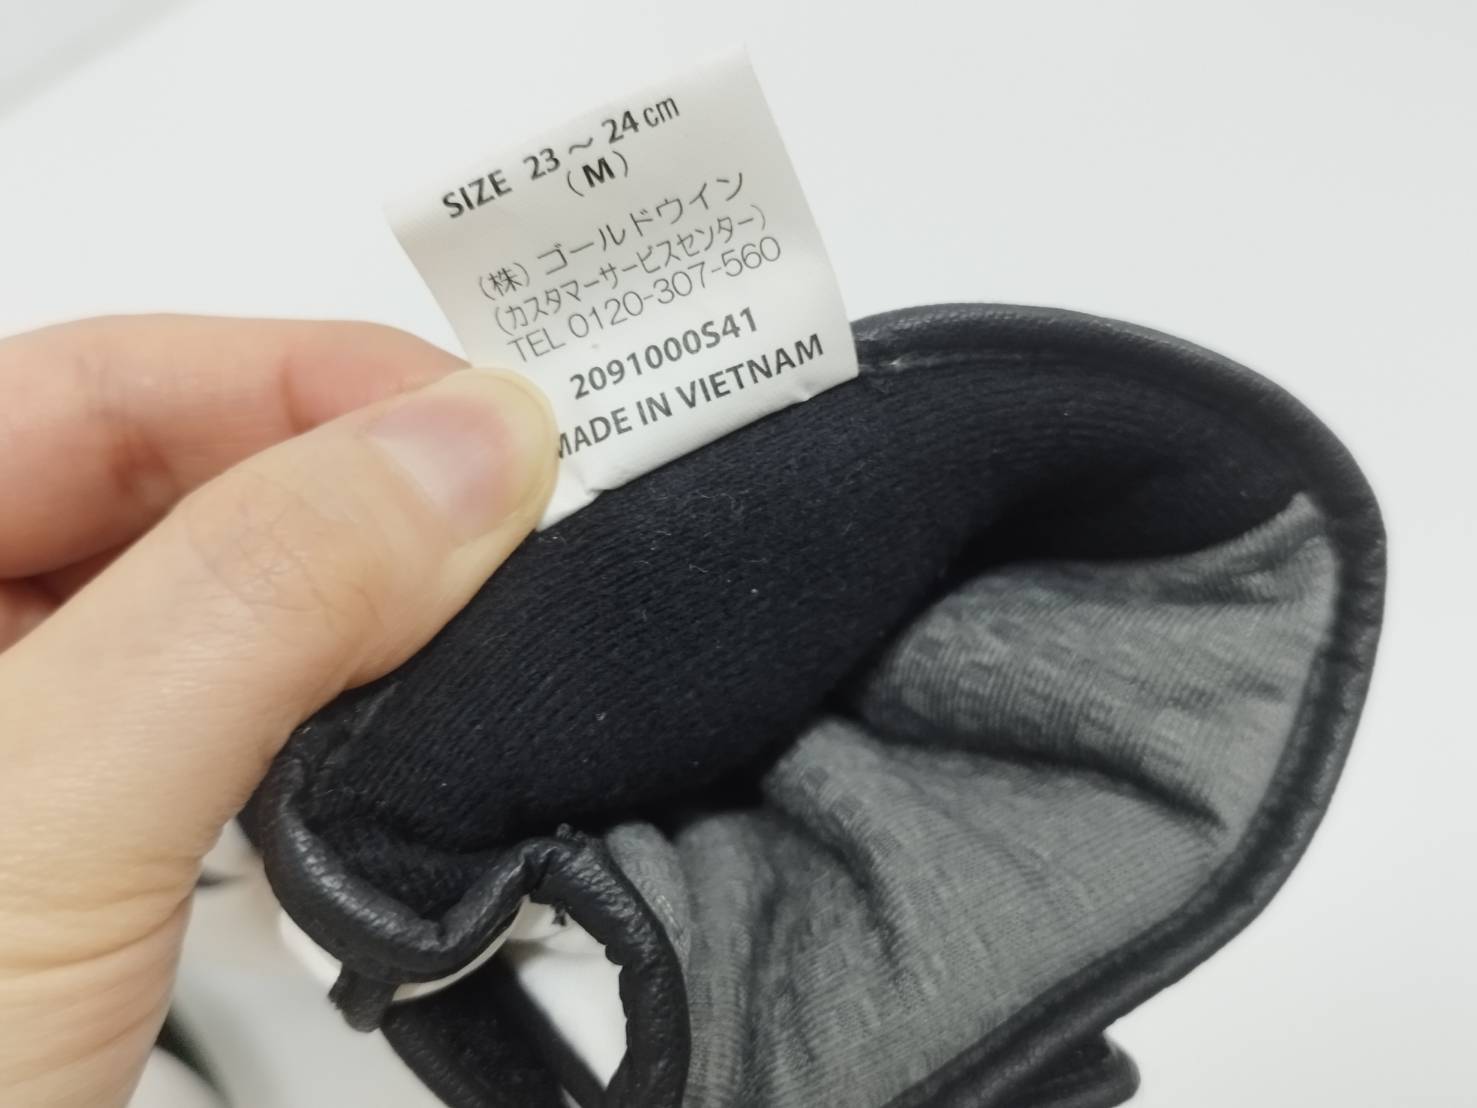 SIZE 23～24cm
(M)
(株)ゴールドウイン
(カスタマーサービスセンター)
TEL 0120-307-560
2091000S41
MADE IN VIETNAM